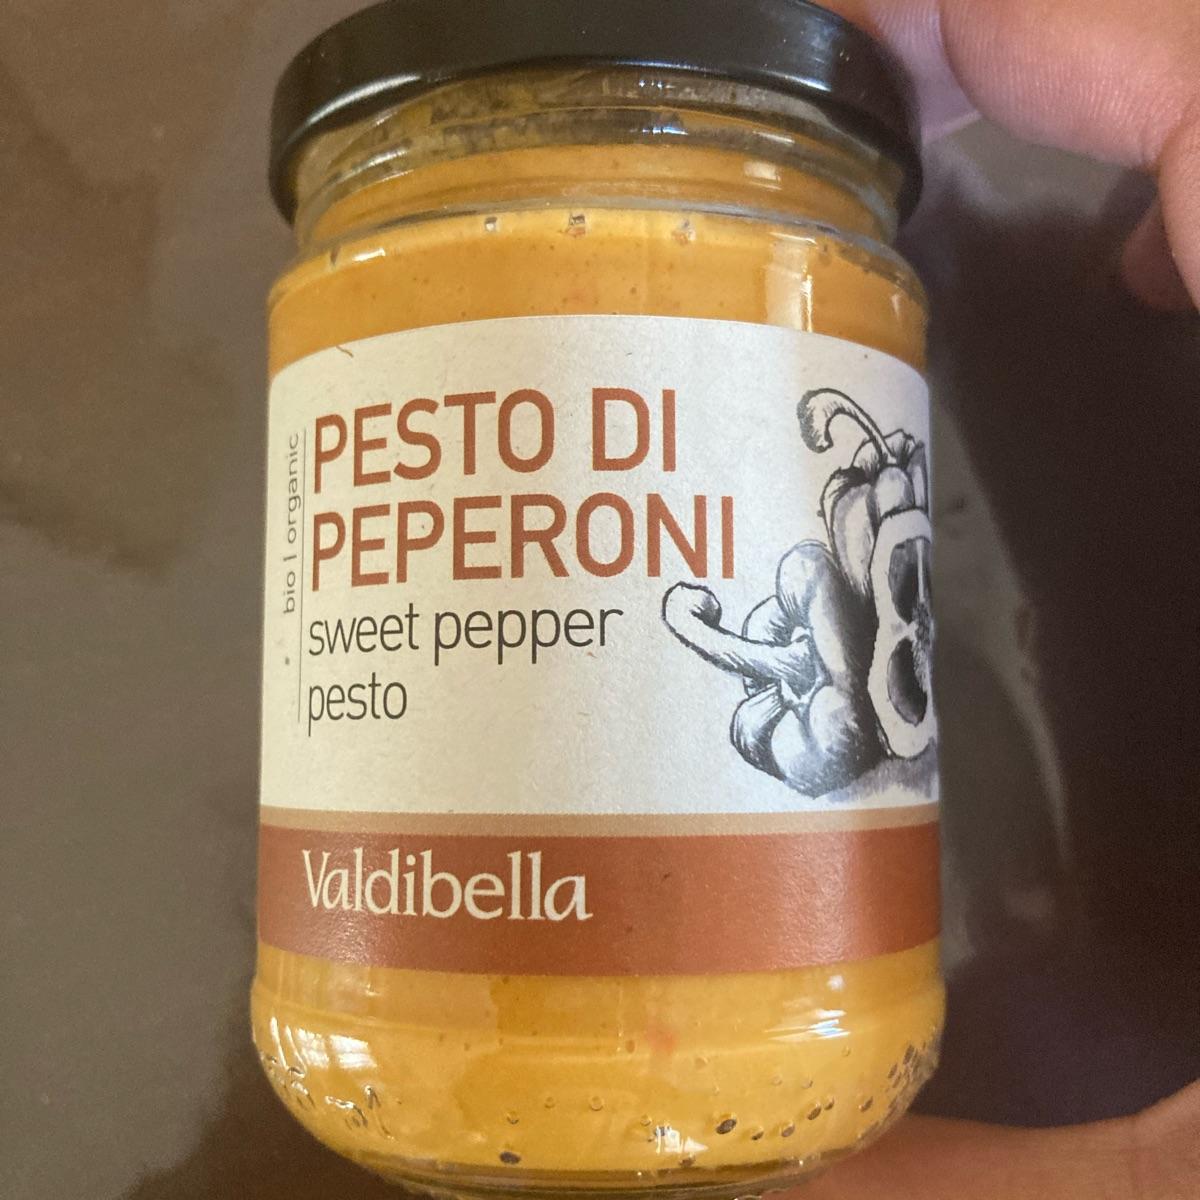 bio | organic
PESTO DI
PEPERONI
sweet pepper
pesto
Valdibella